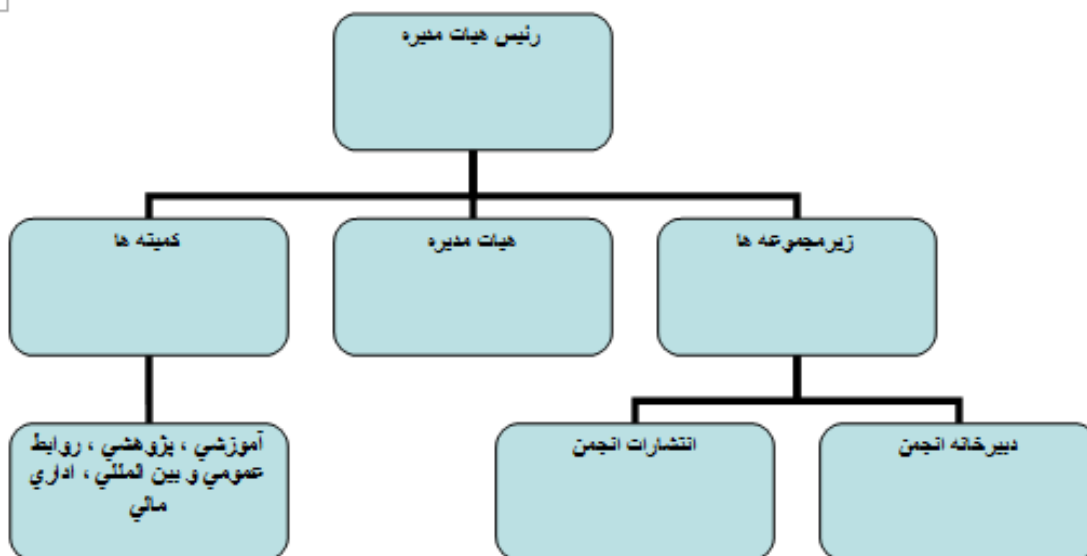 رئيس هيات مديره
زيرمجموعه ها
هيات مديره
كميته ها
دبيرخانه انجمن
انتشارات انجمن
آموزشي ، پژوهشي ، روابط
عمومي و بين المللي ، اداري
مالي